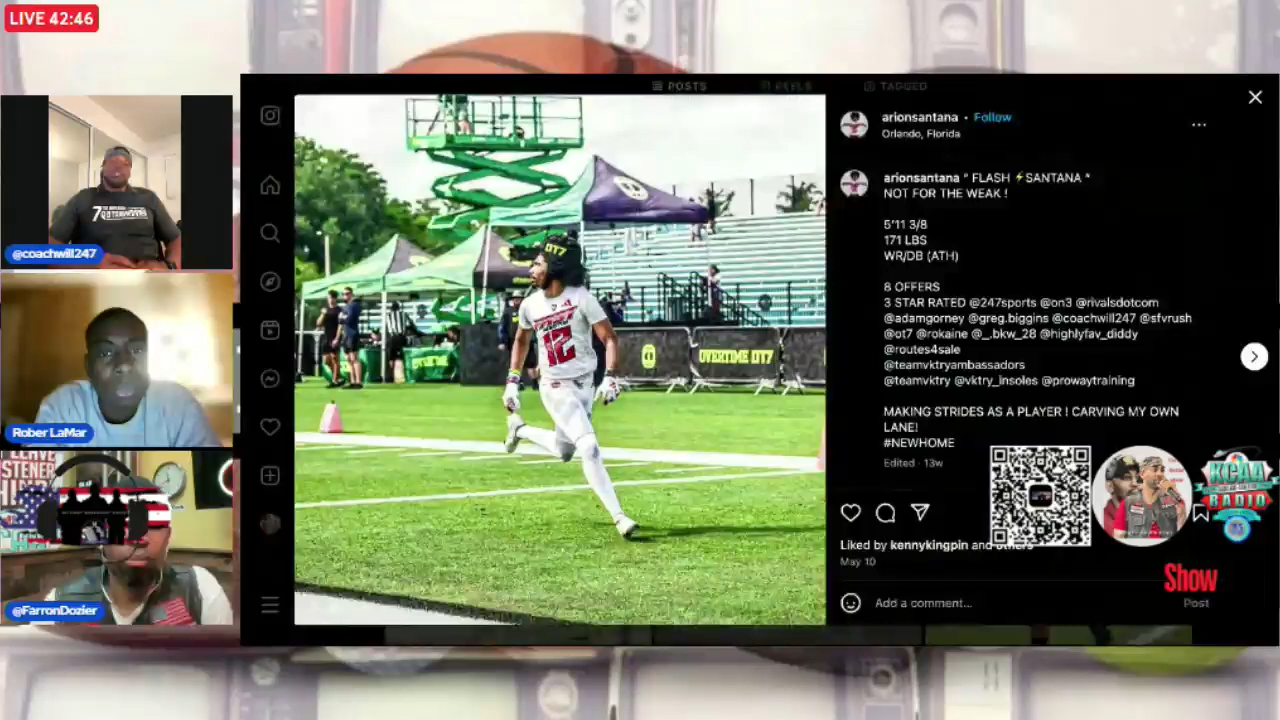 LIVE 42:46
POSTS
REELS
TAGGED
@coachwill247
Rober LaMar
@FarronDozier
OT7
12
OVERTIME OT7
arionsantana • Follow
Orlando, Florida
arionsantana " FLASH ⚡SANTANA "
NOT FOR THE WEAK !
5'11 3/8
171 LBS
WR/DB (ATH)
8 OFFERS
3 STAR RATED @247sports @on3 @rivalsdotcom
@adamgorney @greg.biggins @coachwill247 @sfvrush
@ot7 @rokaine @_.bkw_28 @highlyfav_diddy
@routes4sale
@teamvktryambassadors
@teamvktry @vktry_insoles @prowaytraining
MAKING STRIDES AS A PLAYER ! CARVING MY OWN
LANE!
#NEWHOME
Edited · 13w
Liked by kennykingpin and others
May 10
Add a comment...
Post
KCAA
RADIO
Show